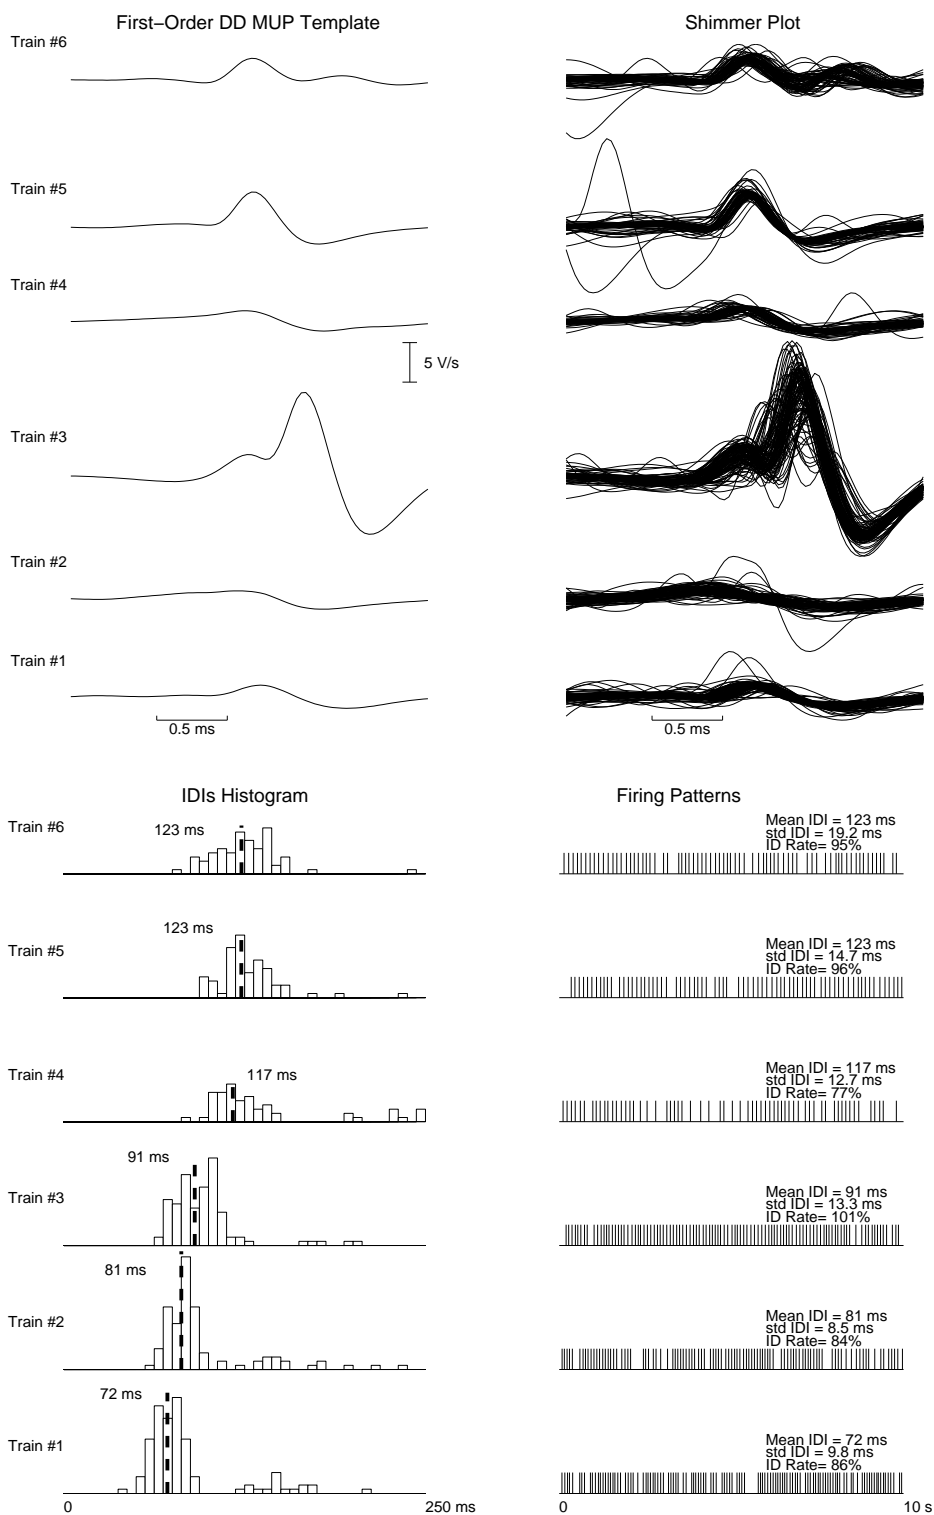 First−Order DD MUP Template
Shimmer Plot
Train #6
Train #5
Train #4
5 V/s
Train #3
Train #2
Train #1
0.5 ms
0.5 ms
IDIs Histogram
Firing Patterns
Train #6
123 ms
Mean IDI = 123 ms
std IDI = 19.2 ms
ID Rate= 95%
Train #5
123 ms
Mean IDI = 123 ms
std IDI = 14.7 ms
ID Rate= 96%
Train #4
117 ms
Mean IDI = 117 ms
std IDI = 12.7 ms
ID Rate= 77%
Train #3
91 ms
Mean IDI = 91 ms
std IDI = 13.3 ms
ID Rate= 101%
Train #2
81 ms
Mean IDI = 81 ms
std IDI = 8.5 ms
ID Rate= 84%
Train #1
72 ms
Mean IDI = 72 ms
std IDI = 9.8 ms
ID Rate= 86%
0
250 ms
0
10 s